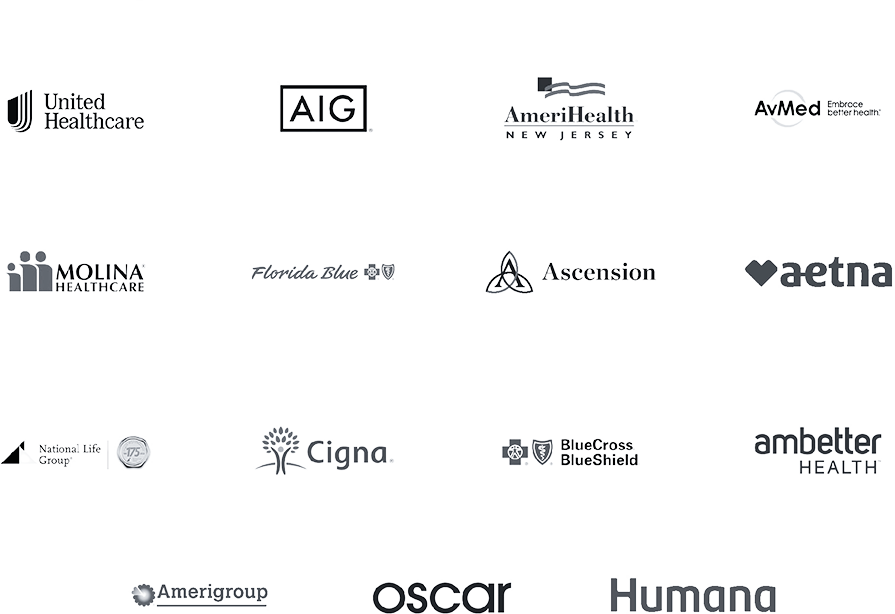 United
Healthcare
AIG
AmeriHealth
NEW JERSEY
AvMed
Embrace
better health.
MOLINA
HEALTHCARE
Florida Blue
Ascension
aetna
National Life
Group
175
Cigna
BlueCross
BlueShield
ambetter
HEALTH
Amerigroup
oscar
Humana